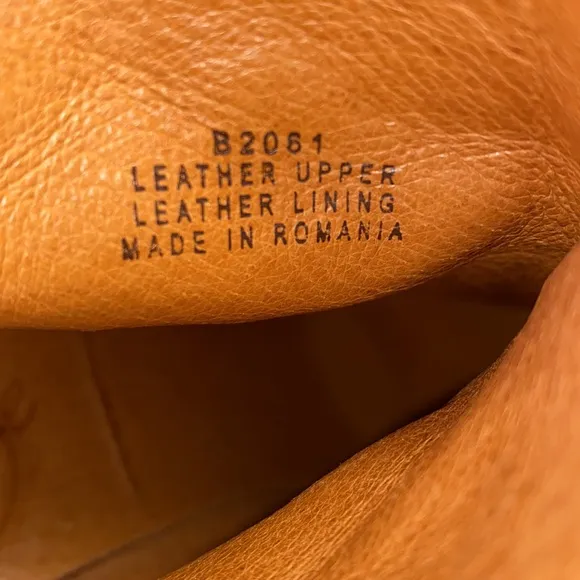 B2061
LEATHER UPPER
LEATHER LINING
MADE IN ROMANIA